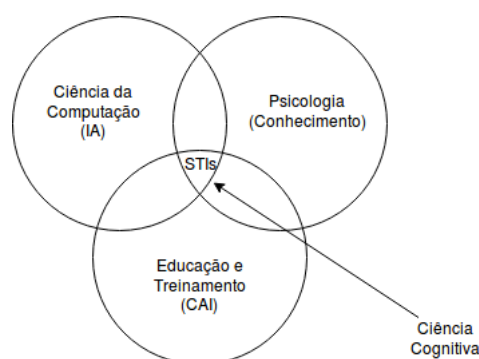 Ciência da
Computação
(IA)
Psicologia
(Conhecimento)
STIs
Educação e
Treinamento
(CAI)
Ciência
Cognitiva